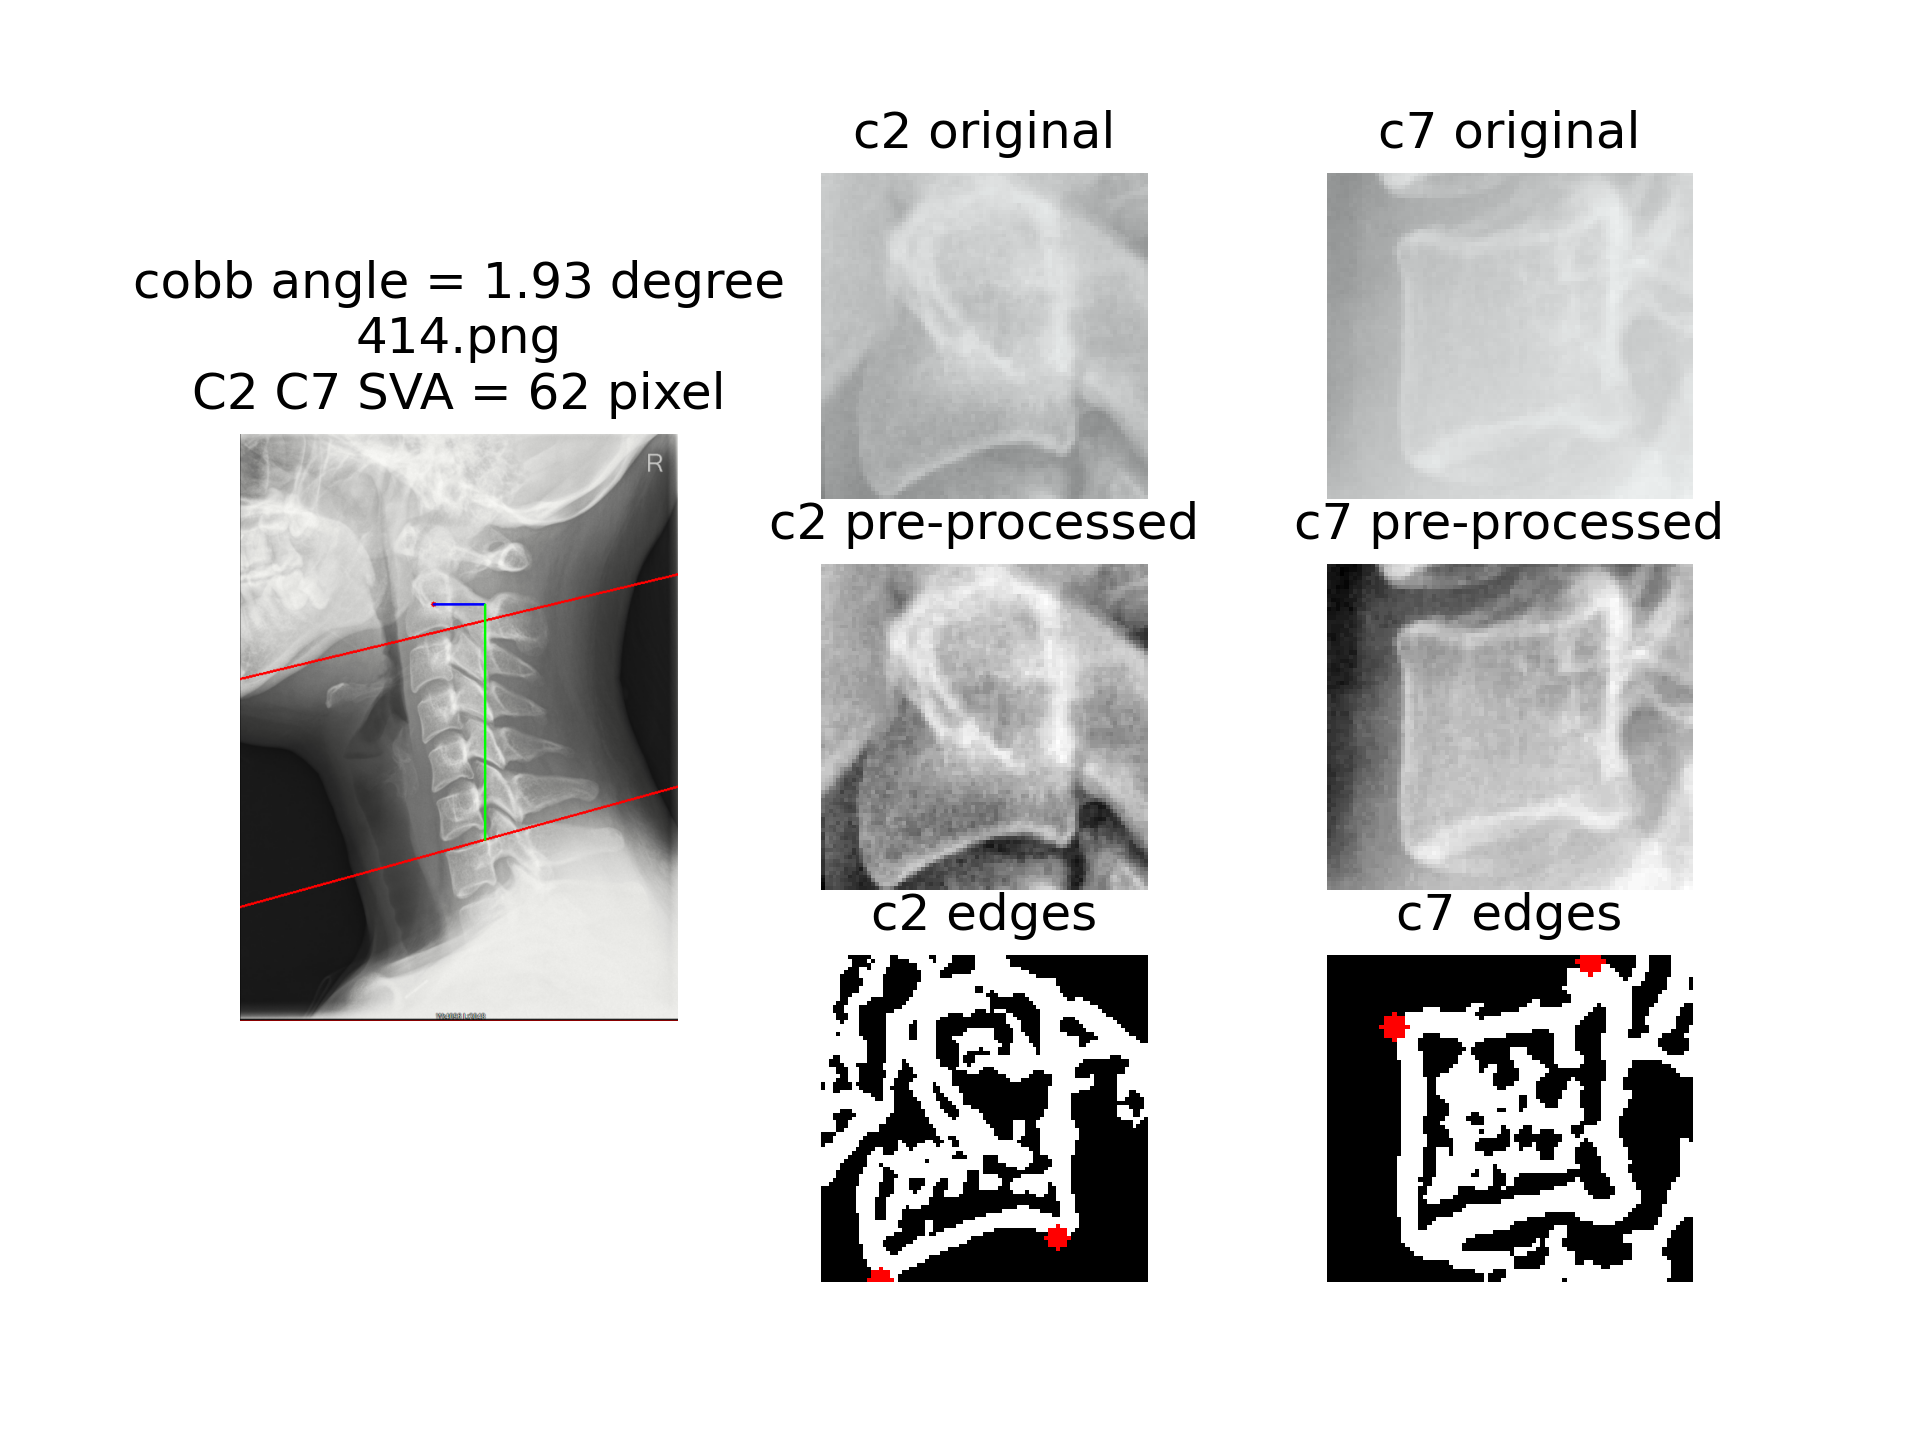 cobb angle = 1.93 degree
414.png
C2 C7 SVA = 62 pixel
R
c2 original
c7 original
c2 pre-processed
c7 pre-processed
c2 edges
c7 edges